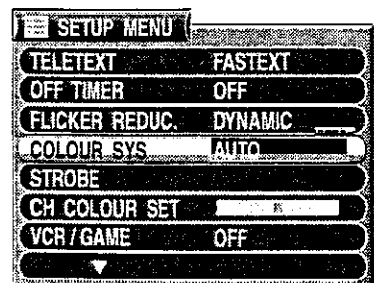 SETUP MENU
TELETEXT FASTEXT
OFF TIMER OFF
FLICKER REDUC. DYNAMIC
COLOUR SYS AUTO
STROBE
CH COLOUR SET
VCR / GAME OFF